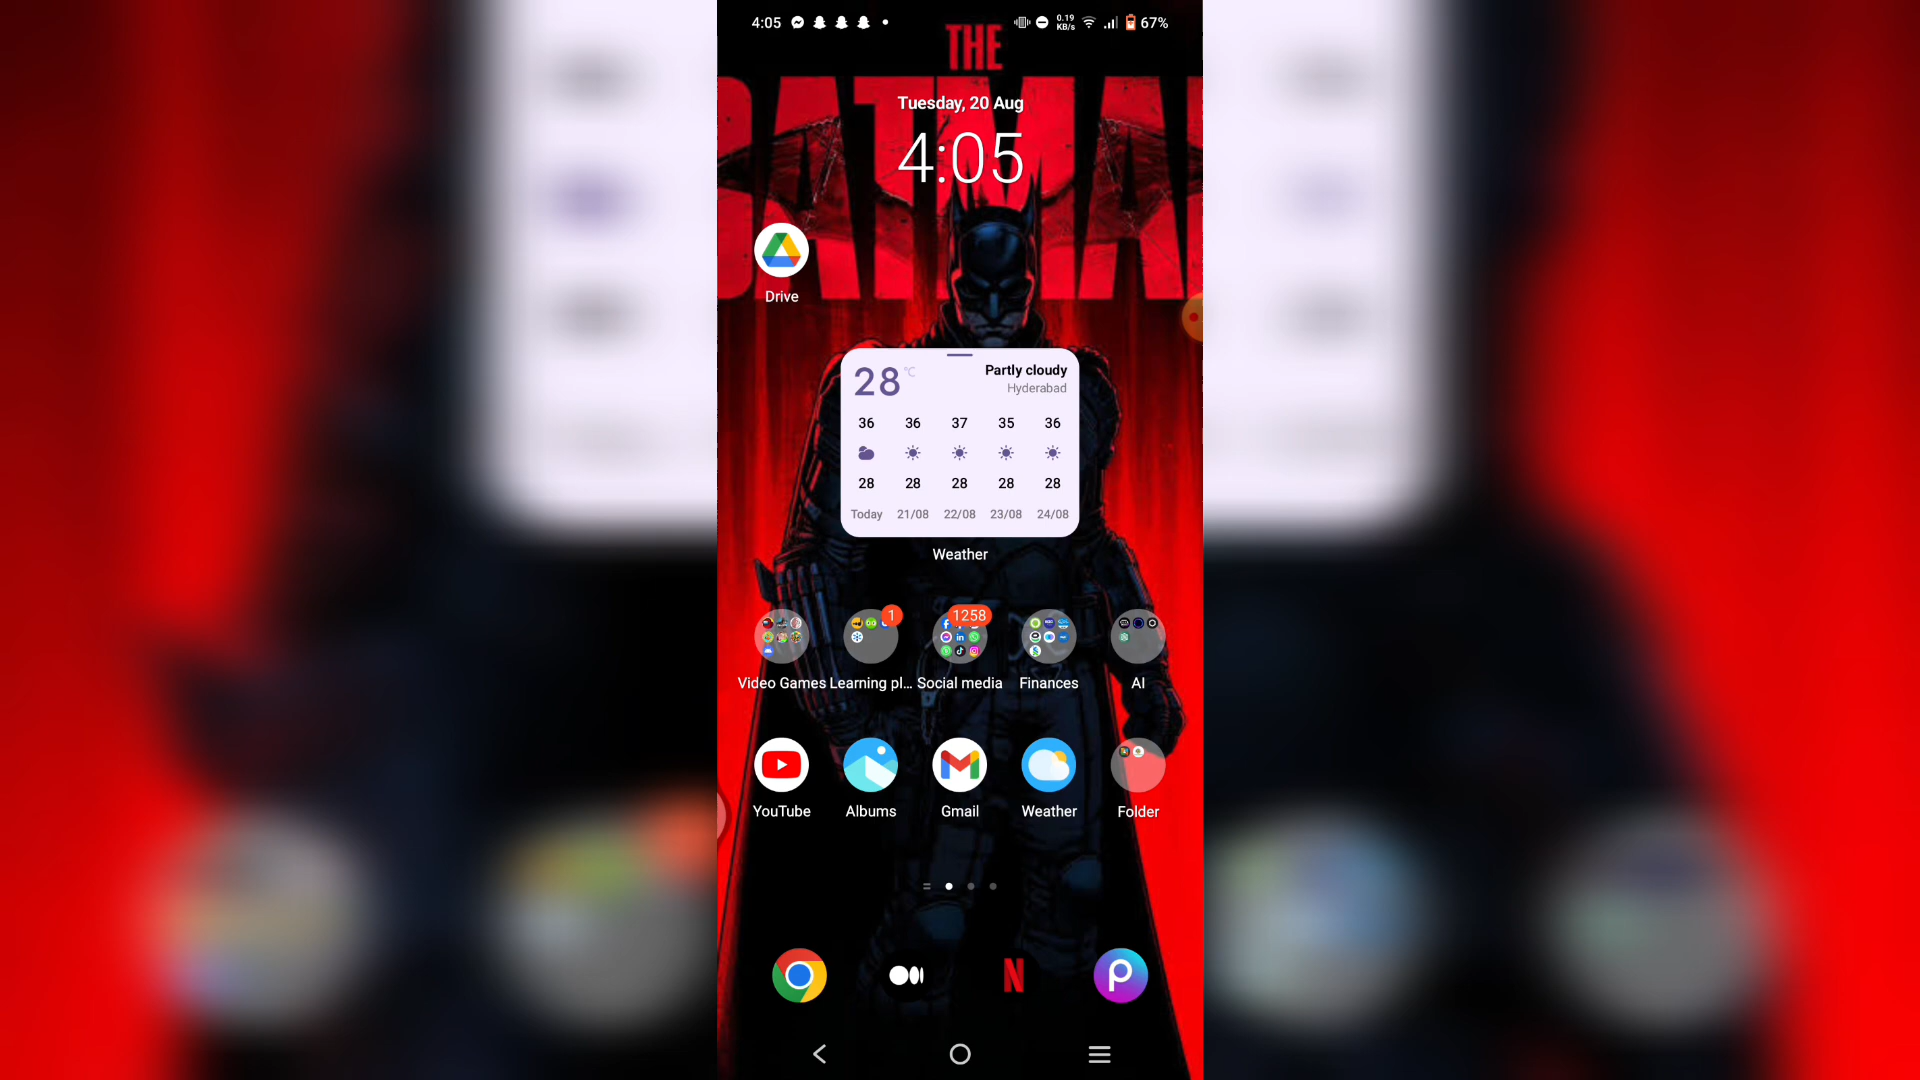 4:05
0.19
KB/s
67%
THE
BATMAN
Tuesday, 20 Aug
4:05
Drive
28 °C
Partly cloudy
Hyderabad
36 36 37 35 36
28 28 28 28 28
Today 21/08 22/08 23/08 24/08
Weather
1
1258
Video Games Learning pl... Social media Finances AI
YouTube Albums Gmail Weather Folder